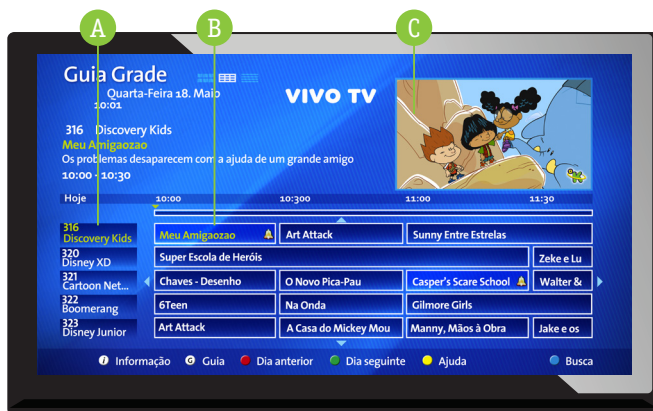 A B C
Guia Grade
Quarta-Feira 18. Maio
10:01
VIVO TV
316 Discovery Kids
Meu Amigaozao
Os problemas desaparecem com a ajuda de um grande amigo
10:00 - 10:30
Hoje 10:00 10:300 11:00 11:30
316
Discovery Kids
Meu Amigaozao Art Attack Sunny Entre Estrelas
320
Disney XD
Super Escola de Heróis Zeke e Lu
321
Cartoon Net...
Chaves - Desenho O Novo Pica-Pau Casper's Scare School Walter &
322
Boomerang
6Teen Na Onda Gilmore Girls
323
Disney Junior
Art Attack A Casa do Mickey Mou Manny, Mãos à Obra Jake e os
i Informação G Guia Dia anterior Dia seguinte Ajuda Busca